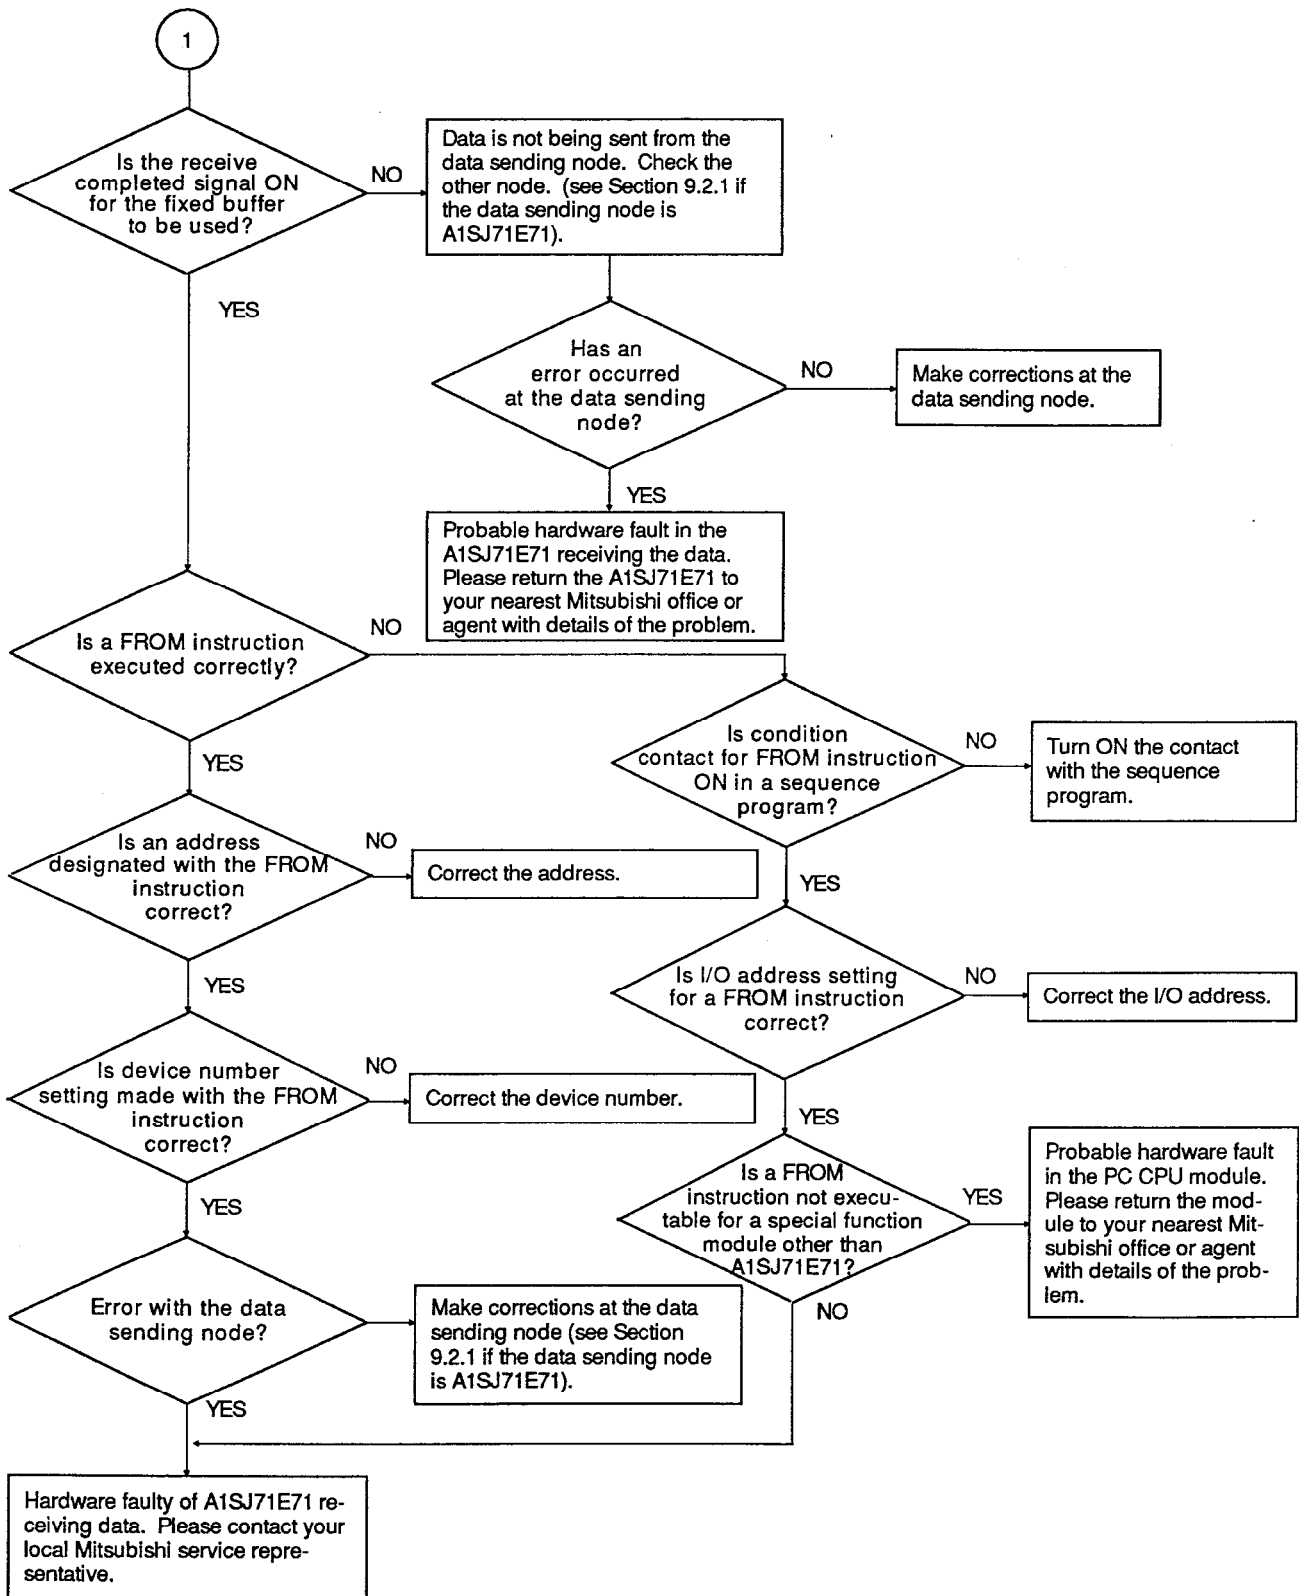 1
Is the receive
completed signal ON
for the fixed buffer
to be used?
NO
Data is not being sent from the
data sending node. Check the
other node. (see Section 9.2.1 if
the data sending node is
A1SJ71E71).
YES
Has an
error occurred
at the data sending
node?
NO
Make corrections at the
data sending node.
YES
Probable hardware fault in the
A1SJ71E71 receiving the data.
Please return the A1SJ71E71 to
your nearest Mitsubishi office or
agent with details of the problem.
Is a FROM instruction
executed correctly?
NO
Is condition
contact for FROM instruction
ON in a sequence
program?
NO
Turn ON the contact
with the sequence
program.
YES
Is an address
designated with the FROM
instruction
correct?
NO
Correct the address.
YES
Is I/O address setting
for a FROM instruction
correct?
NO
Correct the I/O address.
YES
Is device number
setting made with the FROM
instruction
correct?
NO
Correct the device number.
YES
Is a FROM
instruction not execu-
table for a special function
module other than
A1SJ71E71?
YES
Probable hardware fault
in the PC CPU module.
Please return the mod-
ule to your nearest Mit-
subishi office or agent
with details of the prob-
lem.
YES
NO
Error with the data
sending node?
Make corrections at the data
sending node (see Section
9.2.1 if the data sending node
is A1SJ71E71).
YES
Hardware faulty of A1SJ71E71 re-
ceiving data. Please contact your
local Mitsubishi service repre-
sentative.